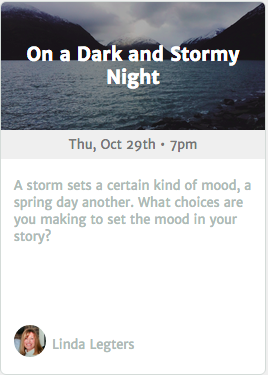 On a Dark and Stormy
Night
Thu, Oct 29th • 7pm
A storm sets a certain kind of mood, a
spring day another. What choices are
you making to set the mood in your
story?
Linda Legters